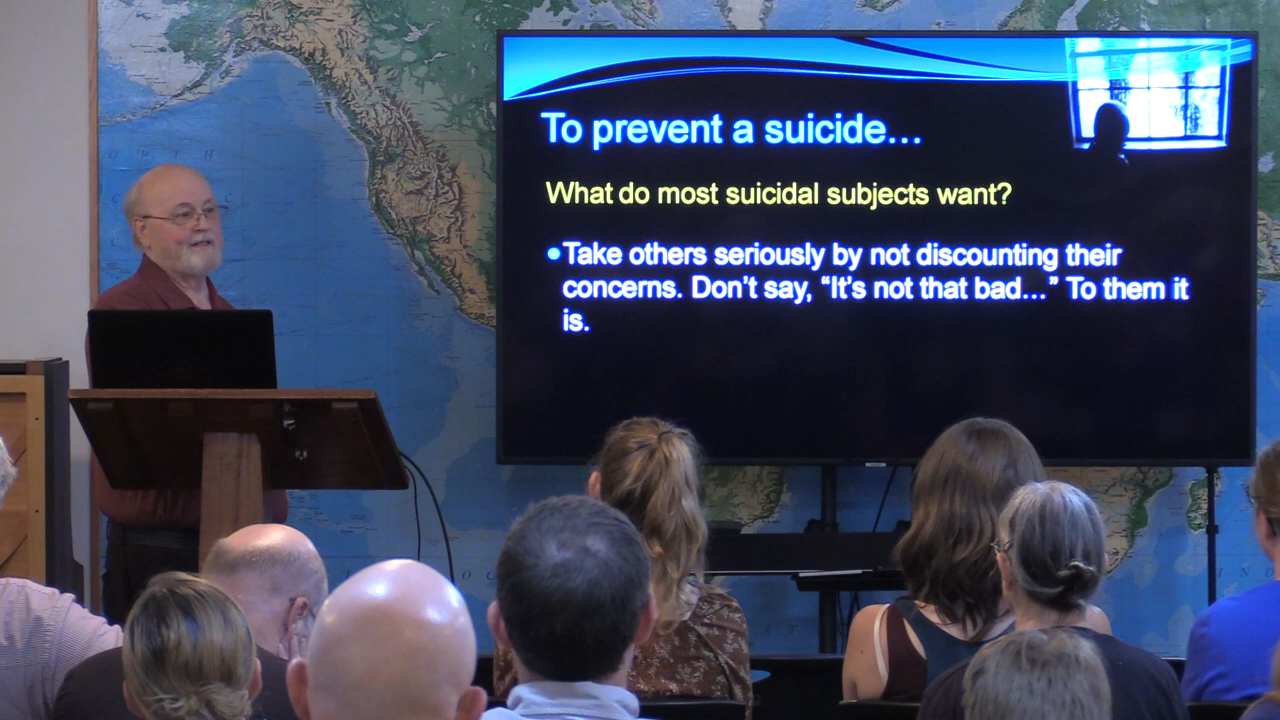 To prevent a suicide…
What do most suicidal subjects want?
•Take others seriously by not discounting their
concerns. Don’t say, “It’s not that bad…” To them it
is.